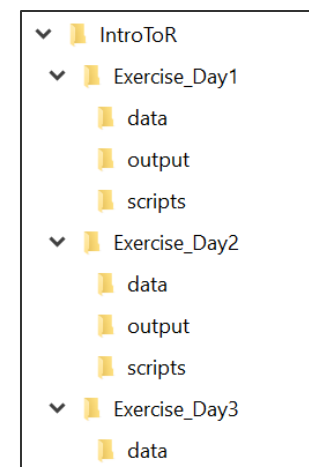 IntroToR
Exercise_Day1
data
output
scripts
Exercise_Day2
data
output
scripts
Exercise_Day3
data